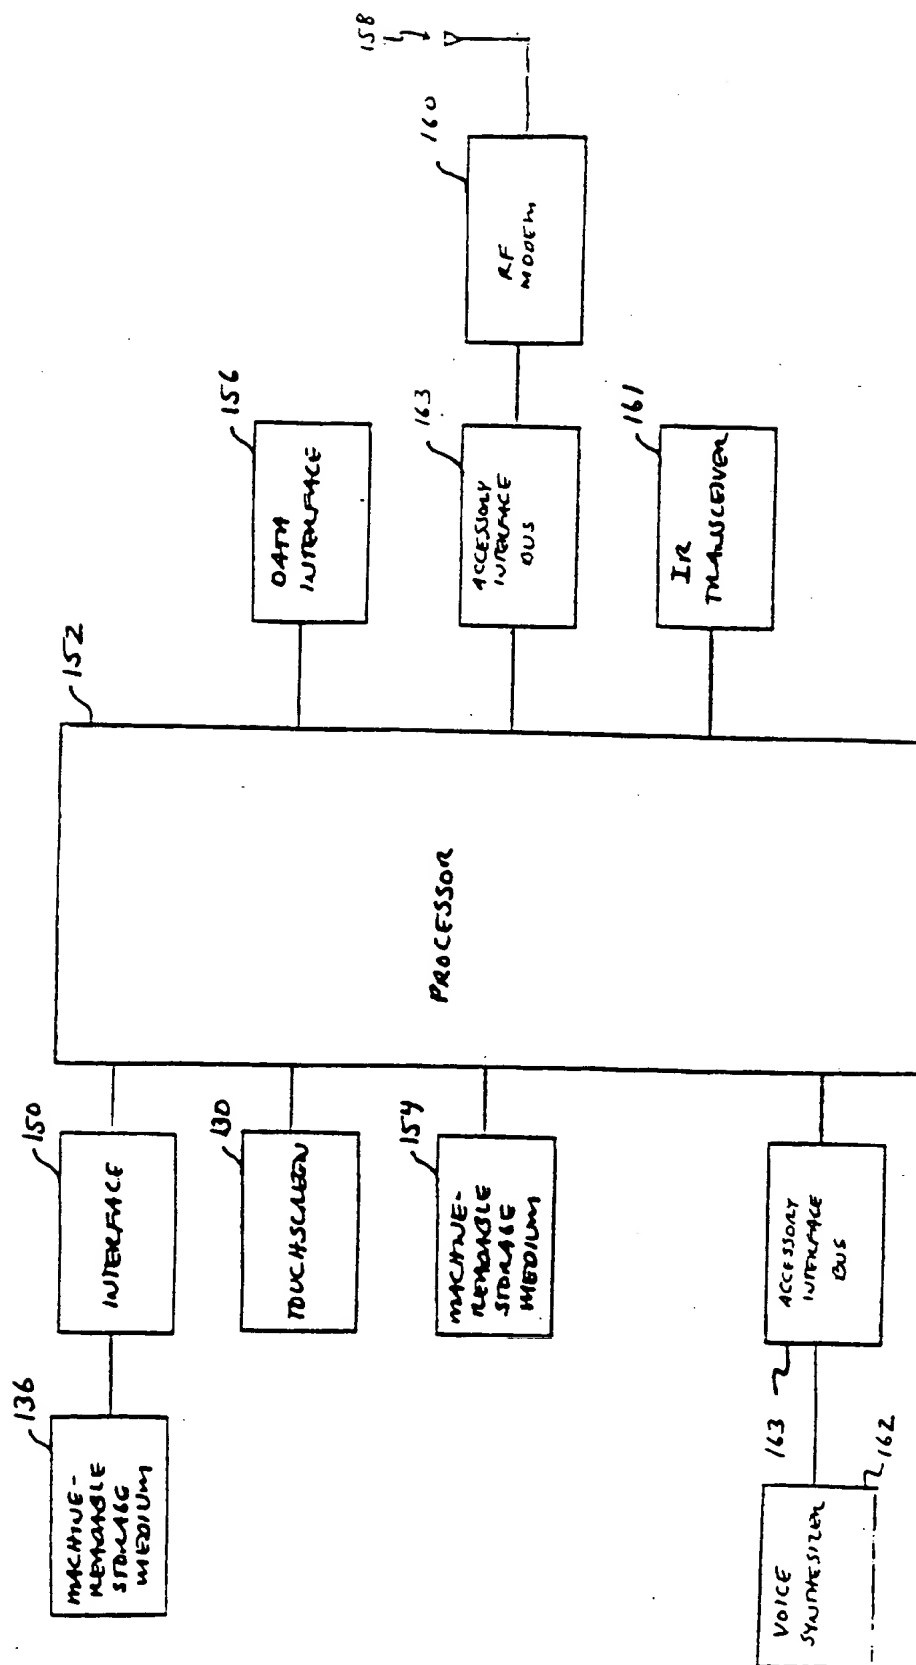 136
MACHINE-
READABLE
STORAGE
MEDIUM
150
INTERFACE
130
TOUCHSCREEN
154
MACHINE-
READABLE
STORAGE
MEDIUM
163
ACCESSORY
INTERFACE
BUS
162
VOICE
SYNTHESIZER
152
PROCESSOR
156
DATA
INTERFACE
163
ACCESSORY
INTERFACE
BUS
161
IR
TRANSCEIVER
160
RF
MODEM
158